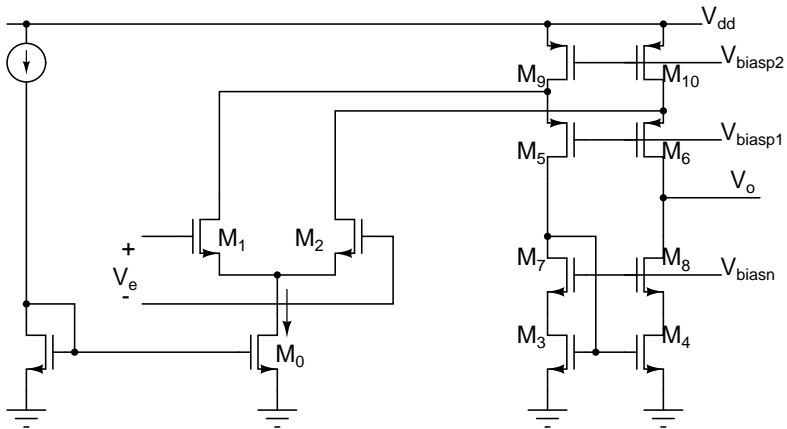 V_dd
M_9
M_10
V_biasp2
M_5
M_6
V_biasp1
V_o
+
M_1
M_2
V_e
-
M_7
M_8
V_biasn
M_0
M_3
M_4